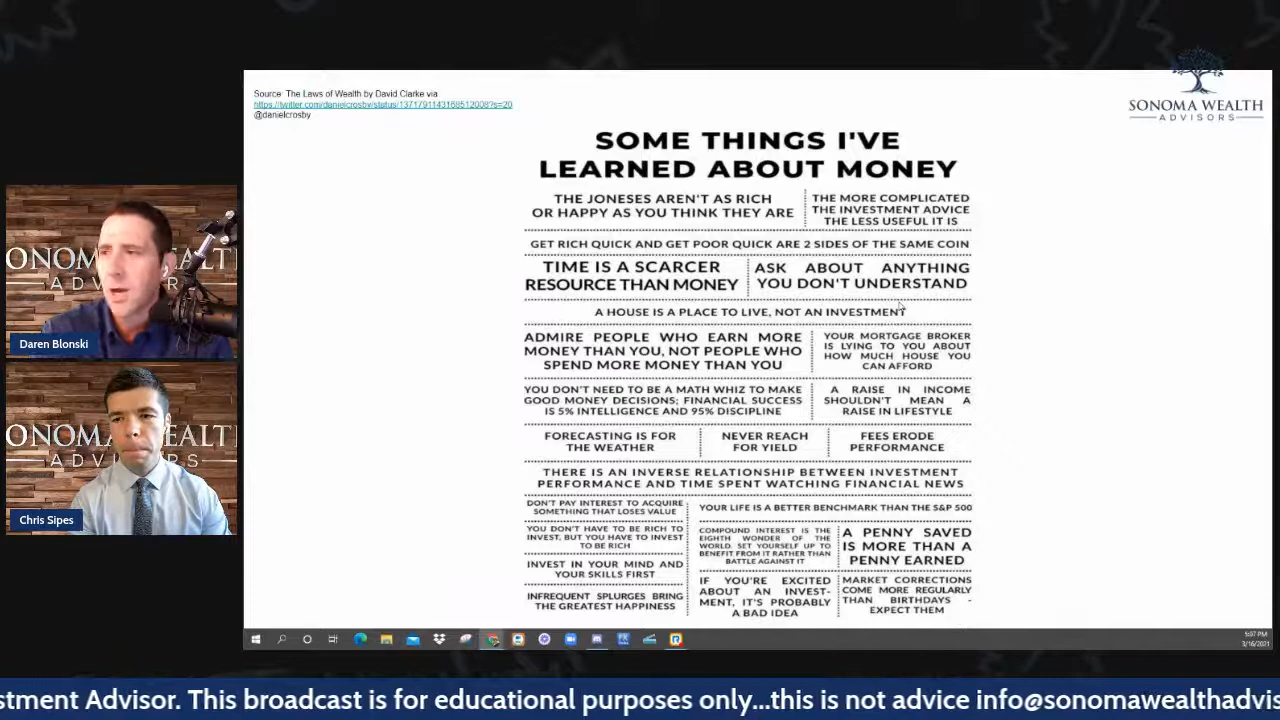 Source: The Laws of Wealth by David Clarke via
https://twitter.com/danielcrosby/status/1371791143168512008?s=20
@danielcrosby
SONOMA WEALTH
ADVISORS
SOME THINGS I'VE
LEARNED ABOUT MONEY
THE JONESES AREN'T AS RICH
OR HAPPY AS YOU THINK THEY ARE
THE MORE COMPLICATED
THE INVESTMENT ADVICE
THE LESS USEFUL IT IS
GET RICH QUICK AND GET POOR QUICK ARE 2 SIDES OF THE SAME COIN
TIME IS A SCARCER
RESOURCE THAN MONEY
ASK ABOUT ANYTHING
YOU DON'T UNDERSTAND
A HOUSE IS A PLACE TO LIVE, NOT AN INVESTMENT
ADMIRE PEOPLE WHO EARN MORE
MONEY THAN YOU, NOT PEOPLE WHO
SPEND MORE MONEY THAN YOU
YOUR MORTGAGE BROKER
IS LYING TO YOU ABOUT
HOW MUCH HOUSE YOU
CAN AFFORD
YOU DON'T NEED TO BE A MATH WHIZ TO MAKE
GOOD MONEY DECISIONS; FINANCIAL SUCCESS
IS 5% INTELLIGENCE AND 95% DISCIPLINE
A RAISE IN INCOME
SHOULDN'T MEAN A
RAISE IN LIFESTYLE
FORECASTING IS FOR
THE WEATHER
NEVER REACH
FOR YIELD
FEES ERODE
PERFORMANCE
THERE IS AN INVERSE RELATIONSHIP BETWEEN INVESTMENT
PERFORMANCE AND TIME SPENT WATCHING FINANCIAL NEWS
DON'T PAY INTEREST TO ACQUIRE
SOMETHING THAT LOSES VALUE
YOU DON'T HAVE TO BE RICH TO
INVEST, BUT YOU HAVE TO INVEST
TO BE RICH
INVEST IN YOUR MIND AND
YOUR SKILLS FIRST
INFREQUENT SPLURGES BRING
THE GREATEST HAPPINESS
YOUR LIFE IS A BETTER BENCHMARK THAN THE S&P 500
COMPOUND INTEREST IS THE
EIGHTH WONDER OF THE
WORLD. SET YOURSELF UP TO
BENEFIT FROM IT RATHER THAN
BATTLE AGAINST IT
A PENNY SAVED
IS MORE THAN A
PENNY EARNED
IF YOU'RE EXCITED
ABOUT AN INVEST-
MENT, IT'S PROBABLY
A BAD IDEA
MARKET CORRECTIONS
COME MORE REGULARLY
THAN BIRTHDAYS -
EXPECT THEM
Daren Blonski
Chris Sipes
5:07 PM
3/16/2021
stment Advisor. This broadcast is for educational purposes only...this is not advice info@sonomawealthadvis